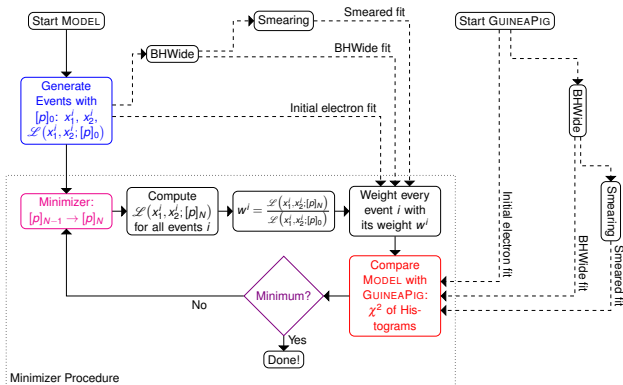 Start MODEL
Smearing
Smeared fit
Start GUINEAPIG
BHWide
BHWide fit
Generate
Events with
[p]₀: x₁ⁱ, x₂ⁱ,
ℒ(x₁ⁱ, x₂ⁱ; [p]₀)
Initial electron fit
BHWide
Smearing
Initial electron fit
BHWide fit
Smeared fit
Minimizer:
[p]_{N−1} → [p]_N
Compute
ℒ(x₁ⁱ, x₂ⁱ; [p]_N)
for all events i
wⁱ = ℒ(x₁ⁱ,x₂ⁱ;[p]_N) / ℒ(x₁ⁱ,x₂ⁱ;[p]₀)
Weight every
event i with
its weight wⁱ
Compare
MODEL with
GUINEAPIG:
χ² of His-
tograms
Minimum?
No
Yes
Done!
Minimizer Procedure